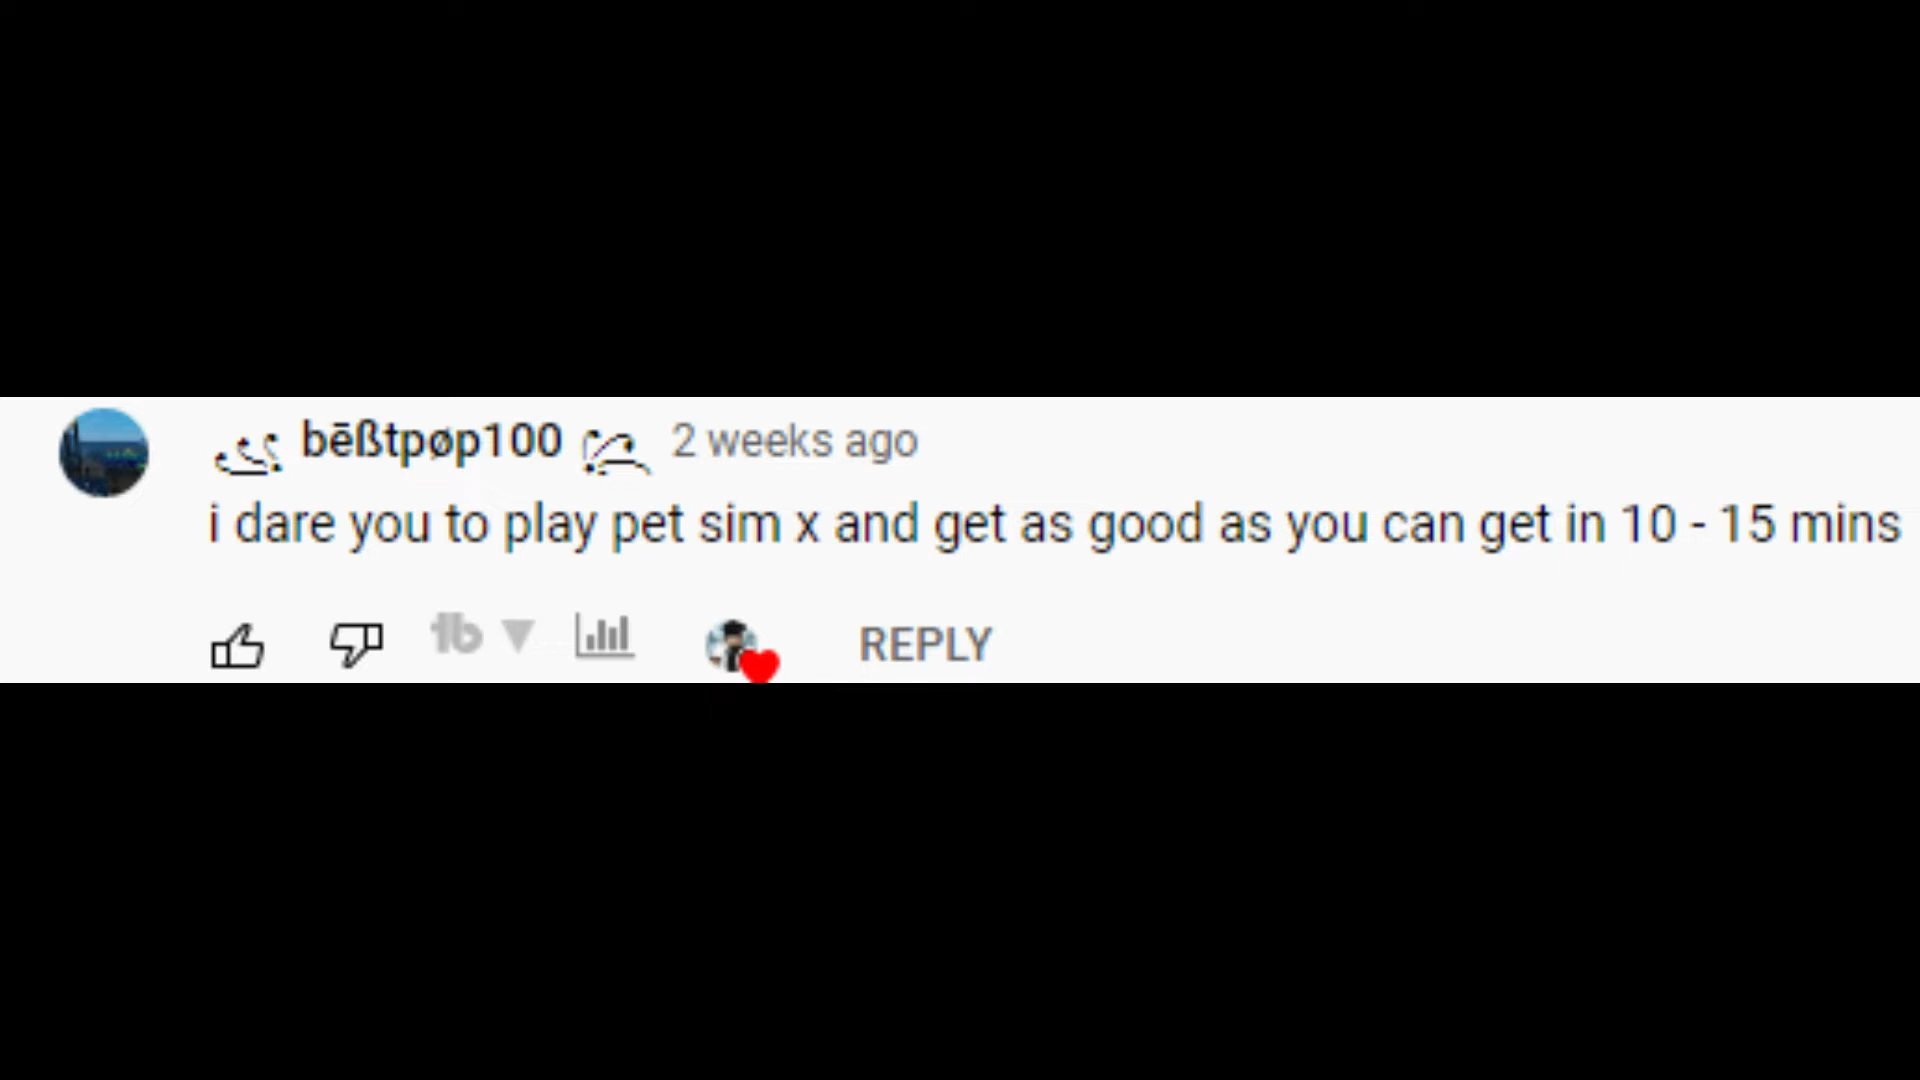 bēßtpøp100 2 weeks ago
i dare you to play pet sim x and get as good as you can get in 10 - 15 mins
REPLY